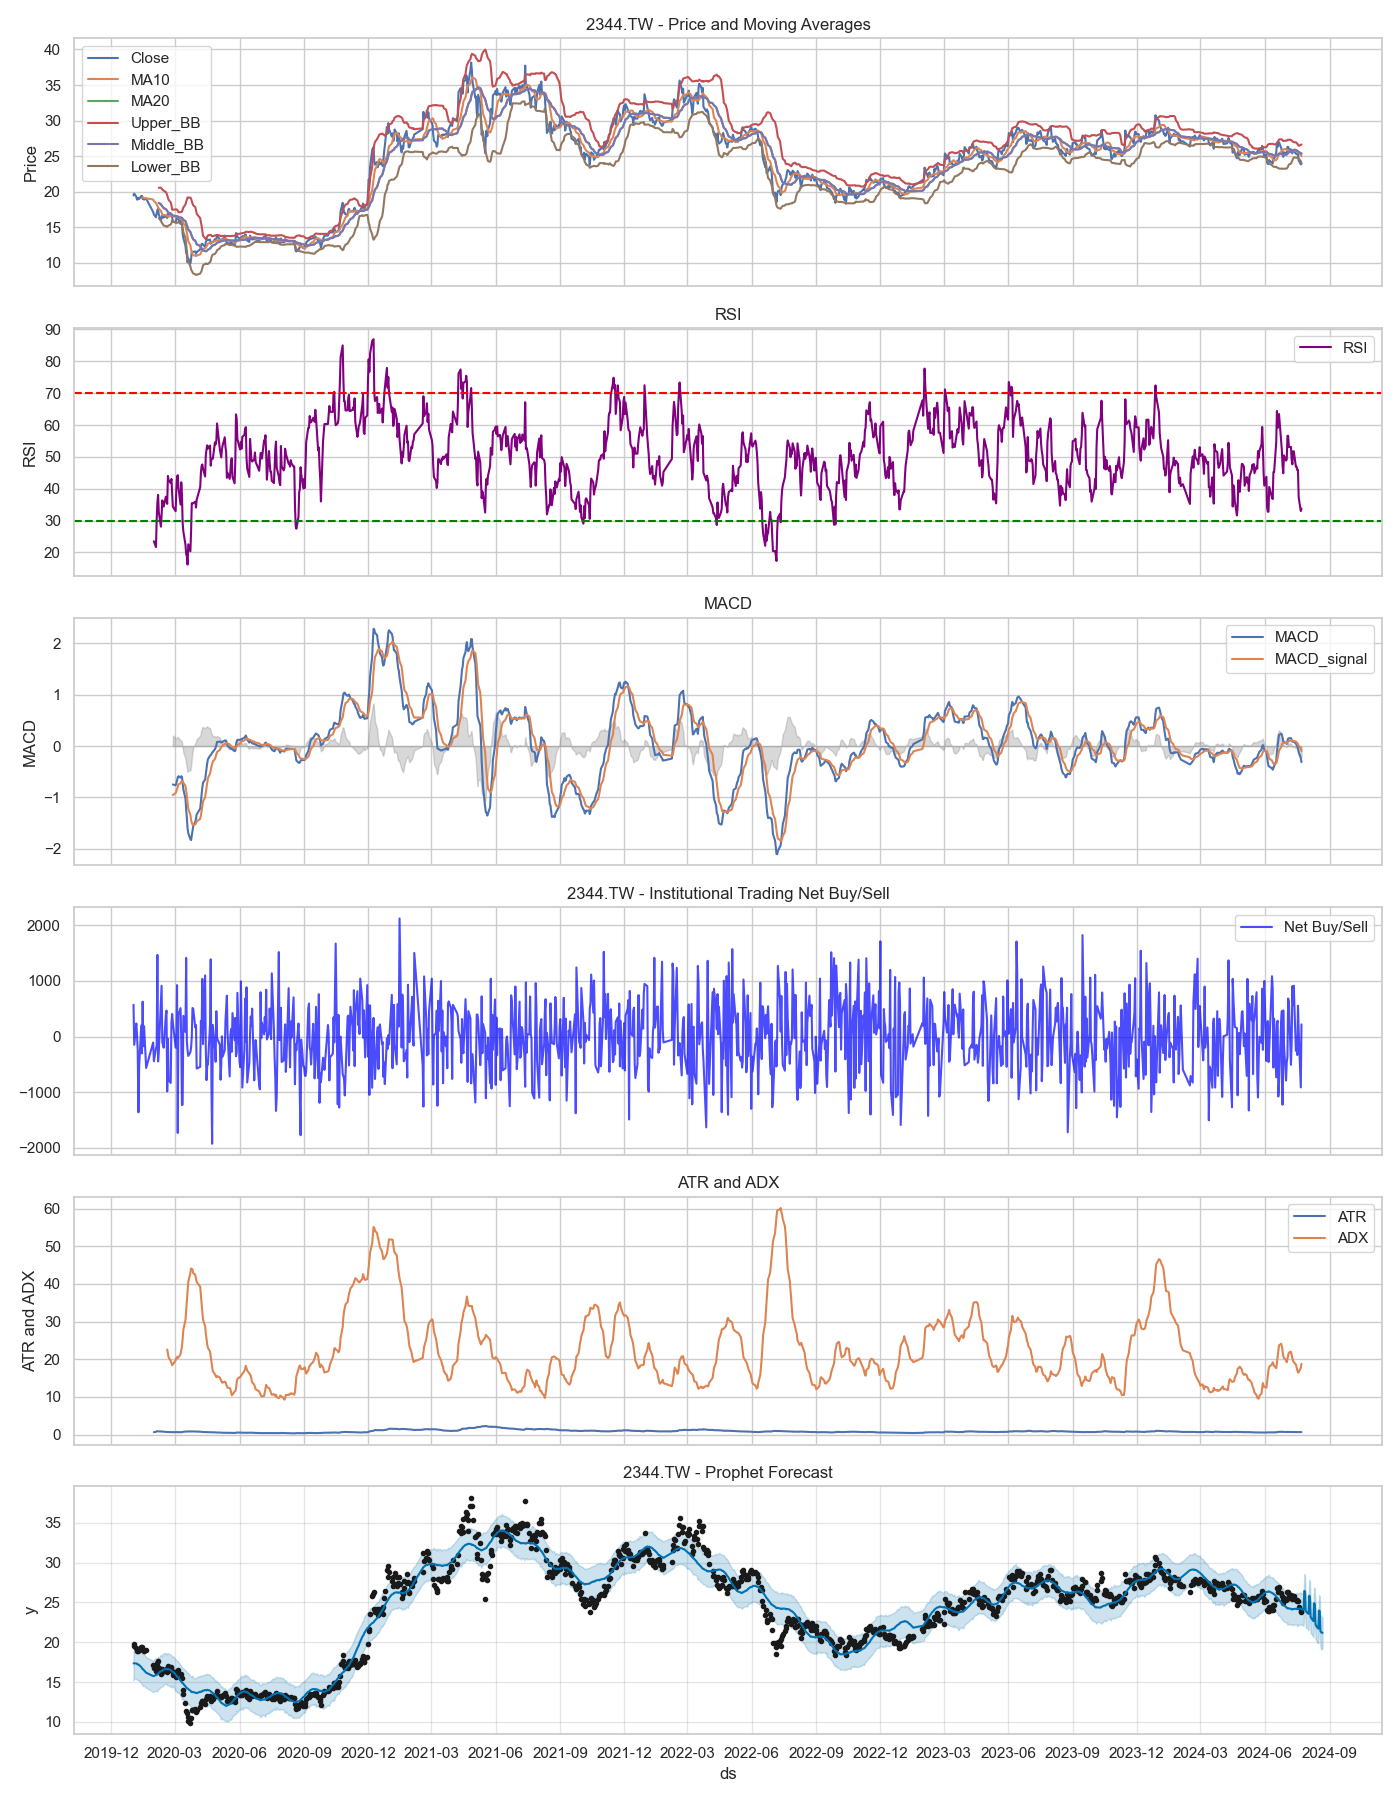 2344.TW - Price and Moving Averages
Price
40
35
30
25
20
15
10
Close
MA10
MA20
Upper_BB
Middle_BB
Lower_BB
RSI
RSI
90
80
70
60
50
40
30
20
RSI
MACD
MACD
2
1
0
−1
−2
MACD
MACD_signal
2344.TW - Institutional Trading Net Buy/Sell
2000
1000
0
−1000
−2000
Net Buy/Sell
ATR and ADX
ATR and ADX
60
50
40
30
20
10
0
ATR
ADX
2344.TW - Prophet Forecast
y
35
30
25
20
15
10
2019-12 2020-03 2020-06 2020-09 2020-12 2021-03 2021-06 2021-09 2021-12 2022-03 2022-06 2022-09 2022-12 2023-03 2023-06 2023-09 2023-12 2024-03 2024-06 2024-09
ds